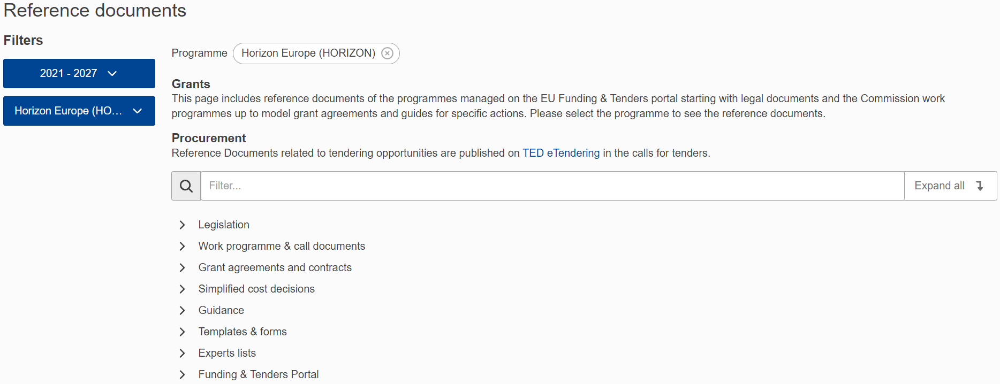 Reference documents
Filters
2021 - 2027
Horizon Europe (HO...
Programme Horizon Europe (HORIZON)
Grants
This page includes reference documents of the programmes managed on the EU Funding & Tenders portal starting with legal documents and the Commission work
programmes up to model grant agreements and guides for specific actions. Please select the programme to see the reference documents.
Procurement
Reference Documents related to tendering opportunities are published on TED eTendering in the calls for tenders.
Filter... Expand all
Legislation
Work programme & call documents
Grant agreements and contracts
Simplified cost decisions
Guidance
Templates & forms
Experts lists
Funding & Tenders Portal